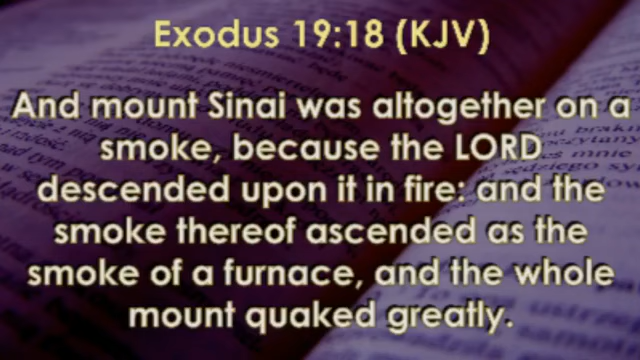 Exodus 19:18 (KJV)
And mount Sinai was altogether on a
smoke, because the LORD
descended upon it in fire: and the
smoke thereof ascended as the
smoke of a furnace, and the whole
mount quaked greatly.